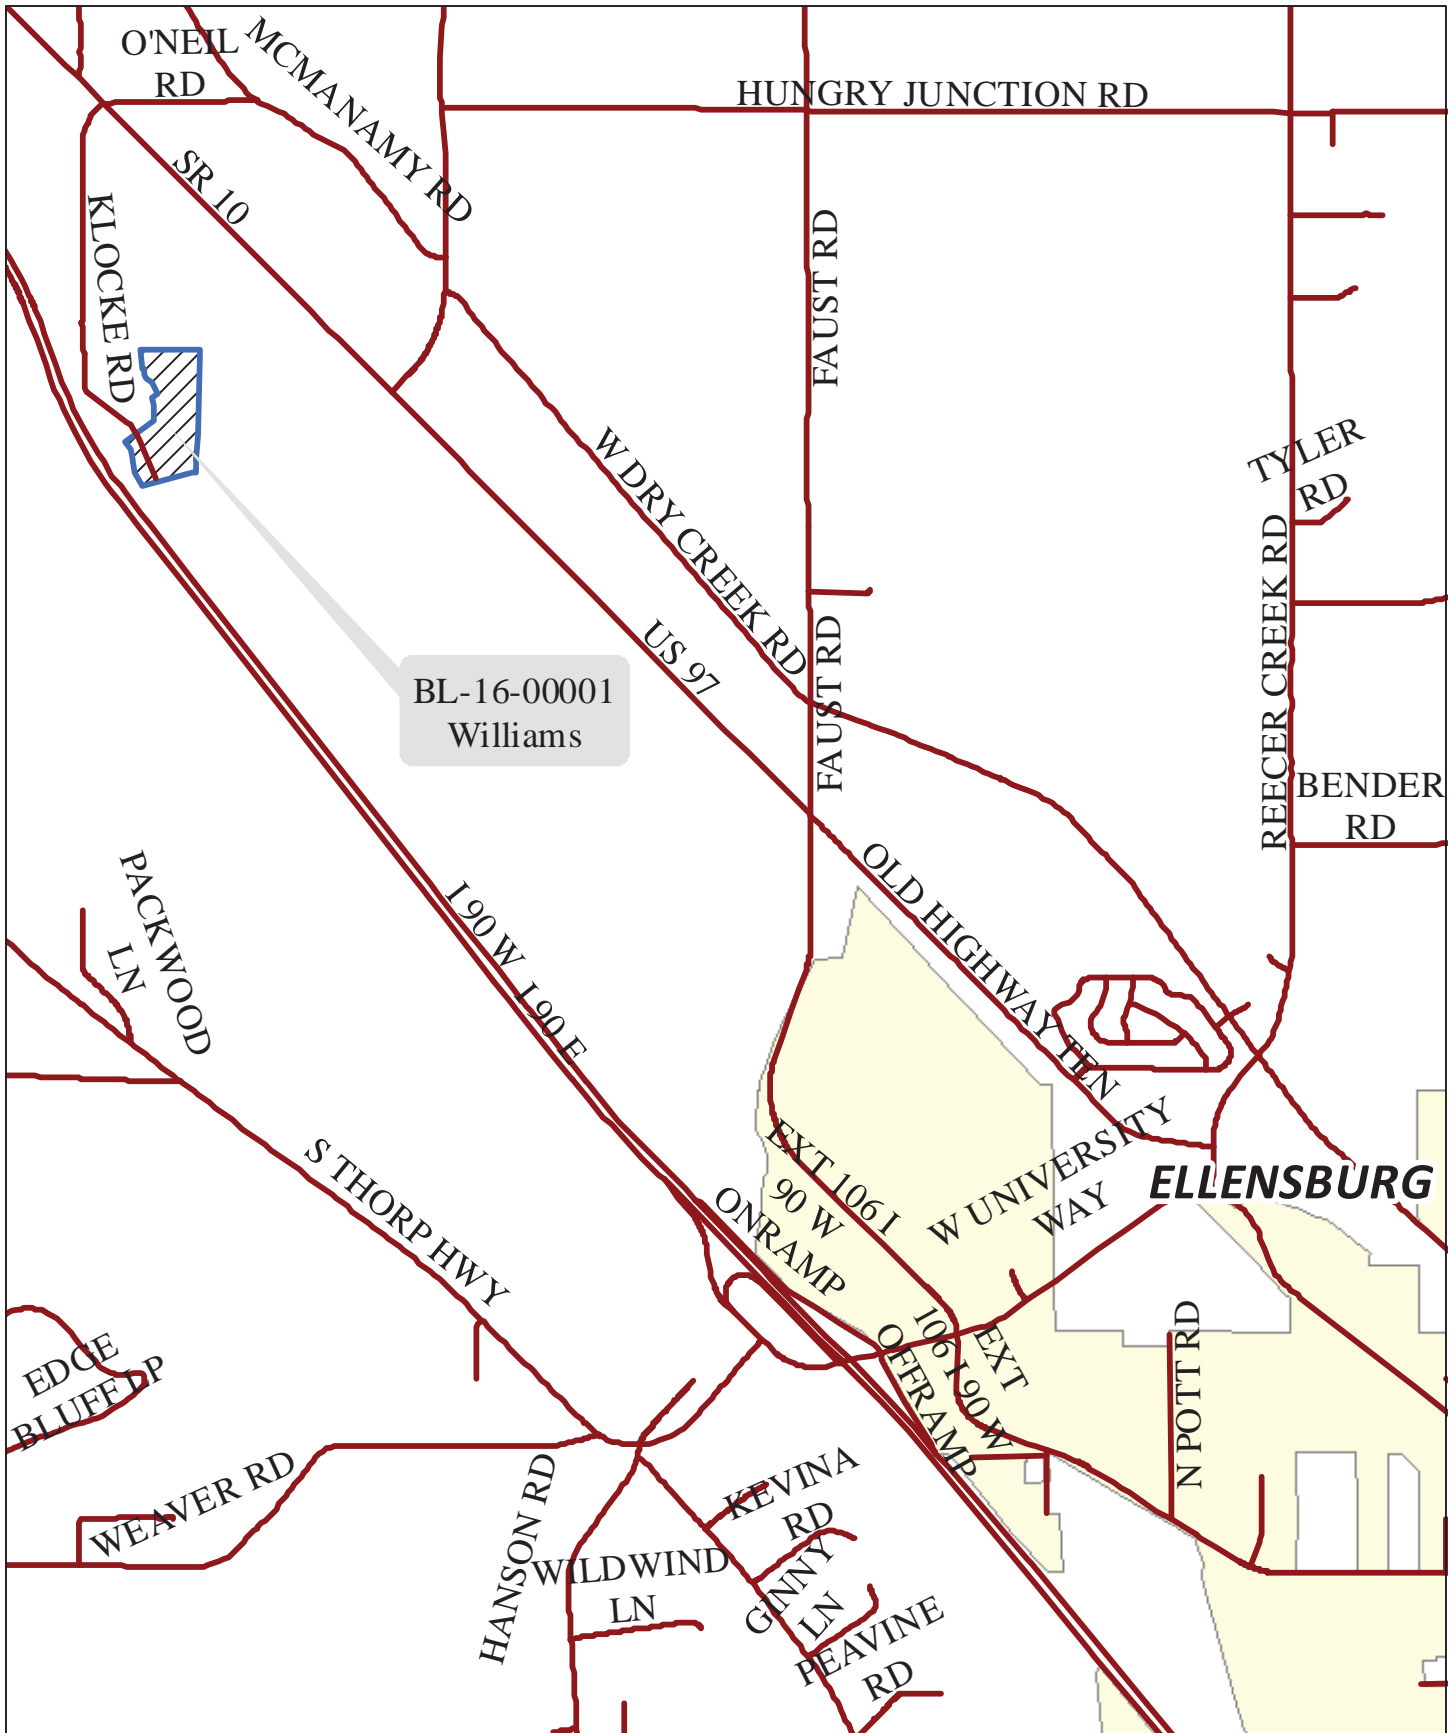 O'NEIL
RD
MCMANAMY RD
HUNGRY JUNCTION RD
SR 10
KLOCKE RD
FAUST RD
TYLER
RD
W DRY CREEK RD
REECER CREEK RD
US 97
FAUST RD
BL-16-00001
Williams
BENDER
RD
OLD HIGHWAY TEN
PACKWOOD
LN
I 90 W
I 90 E
W UNIVERSITY
WAY
ELLENSBURG
EXT 106 I
90 W
ONRAMP
S THORP HWY
EXT
106 I 90 W
OFFRAMP
N POTT RD
EDGE
BLUFF LP
WEAVER RD
HANSON RD
KEVINA
RD
WILDWIND
LN
GINNY
LN
PEAVINE
RD